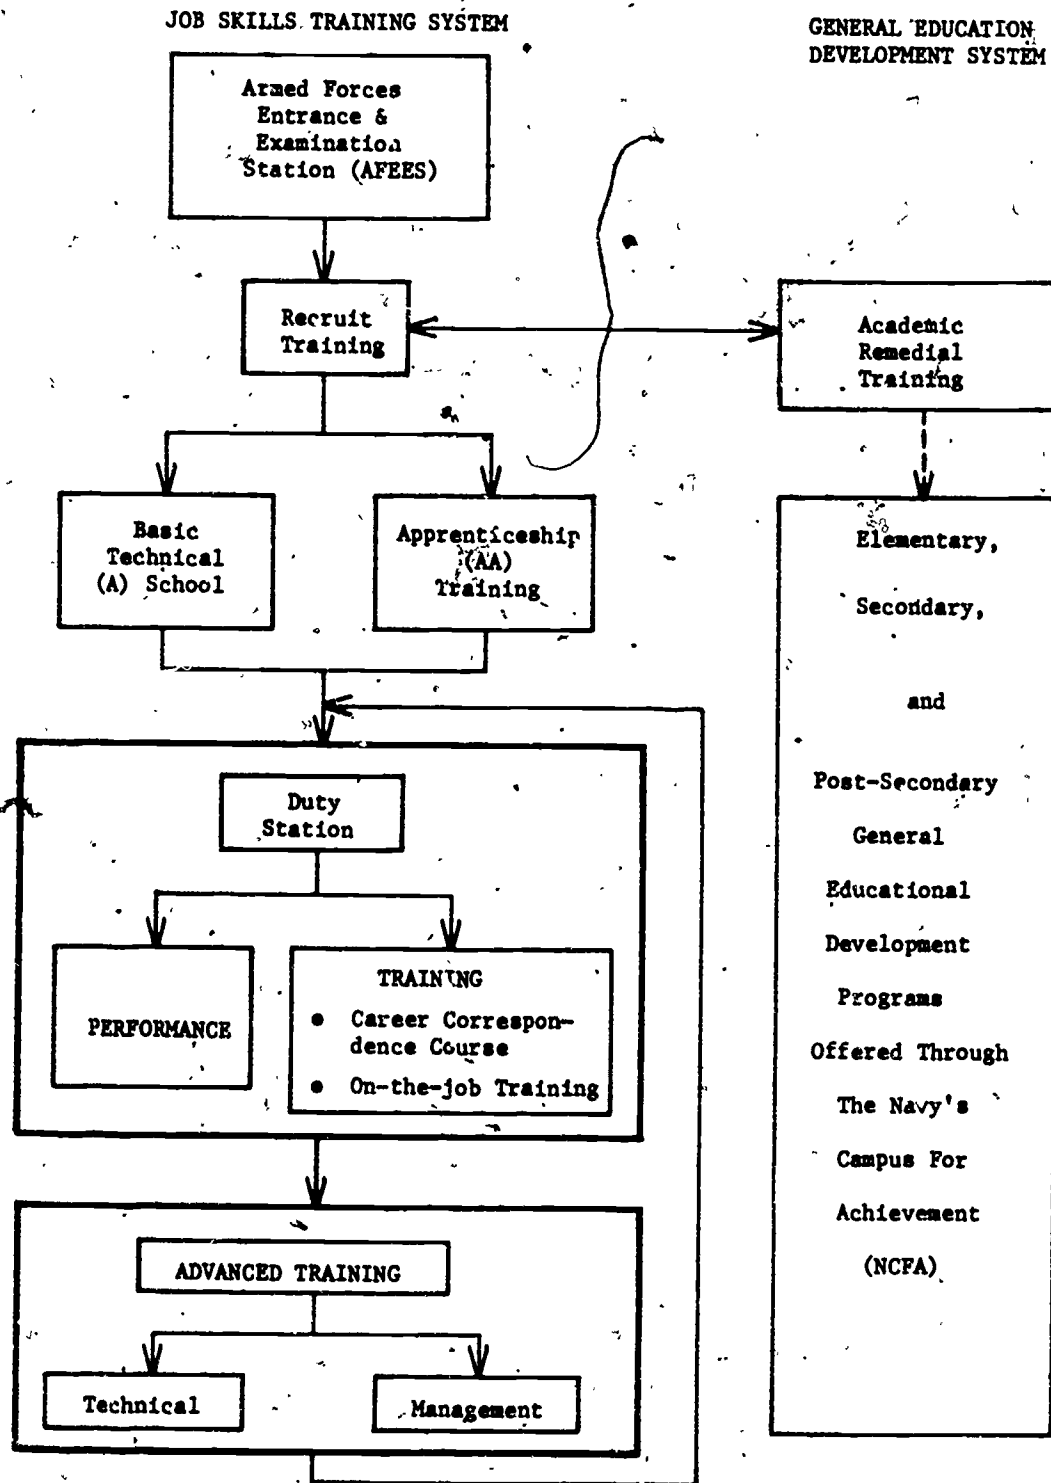 JOB SKILLS TRAINING SYSTEM
GENERAL EDUCATION
DEVELOPMENT SYSTEM
Armed Forces
Entrance &
Examination
Station (AFEES)
Recruit
Training
Academic
Remedial
Training
Basic
Technical
(A) School
Apprenticeship
(AA)
Training
Duty
Station
PERFORMANCE
TRAINING
● Career Correspon-
dence Course
● On-the-job Training
ADVANCED TRAINING
Technical
Management
Elementary,
Secondary,
and
Post-Secondary
General
Educational
Development
Programs
Offered Through
The Navy's
Campus For
Achievement
(NCFA)